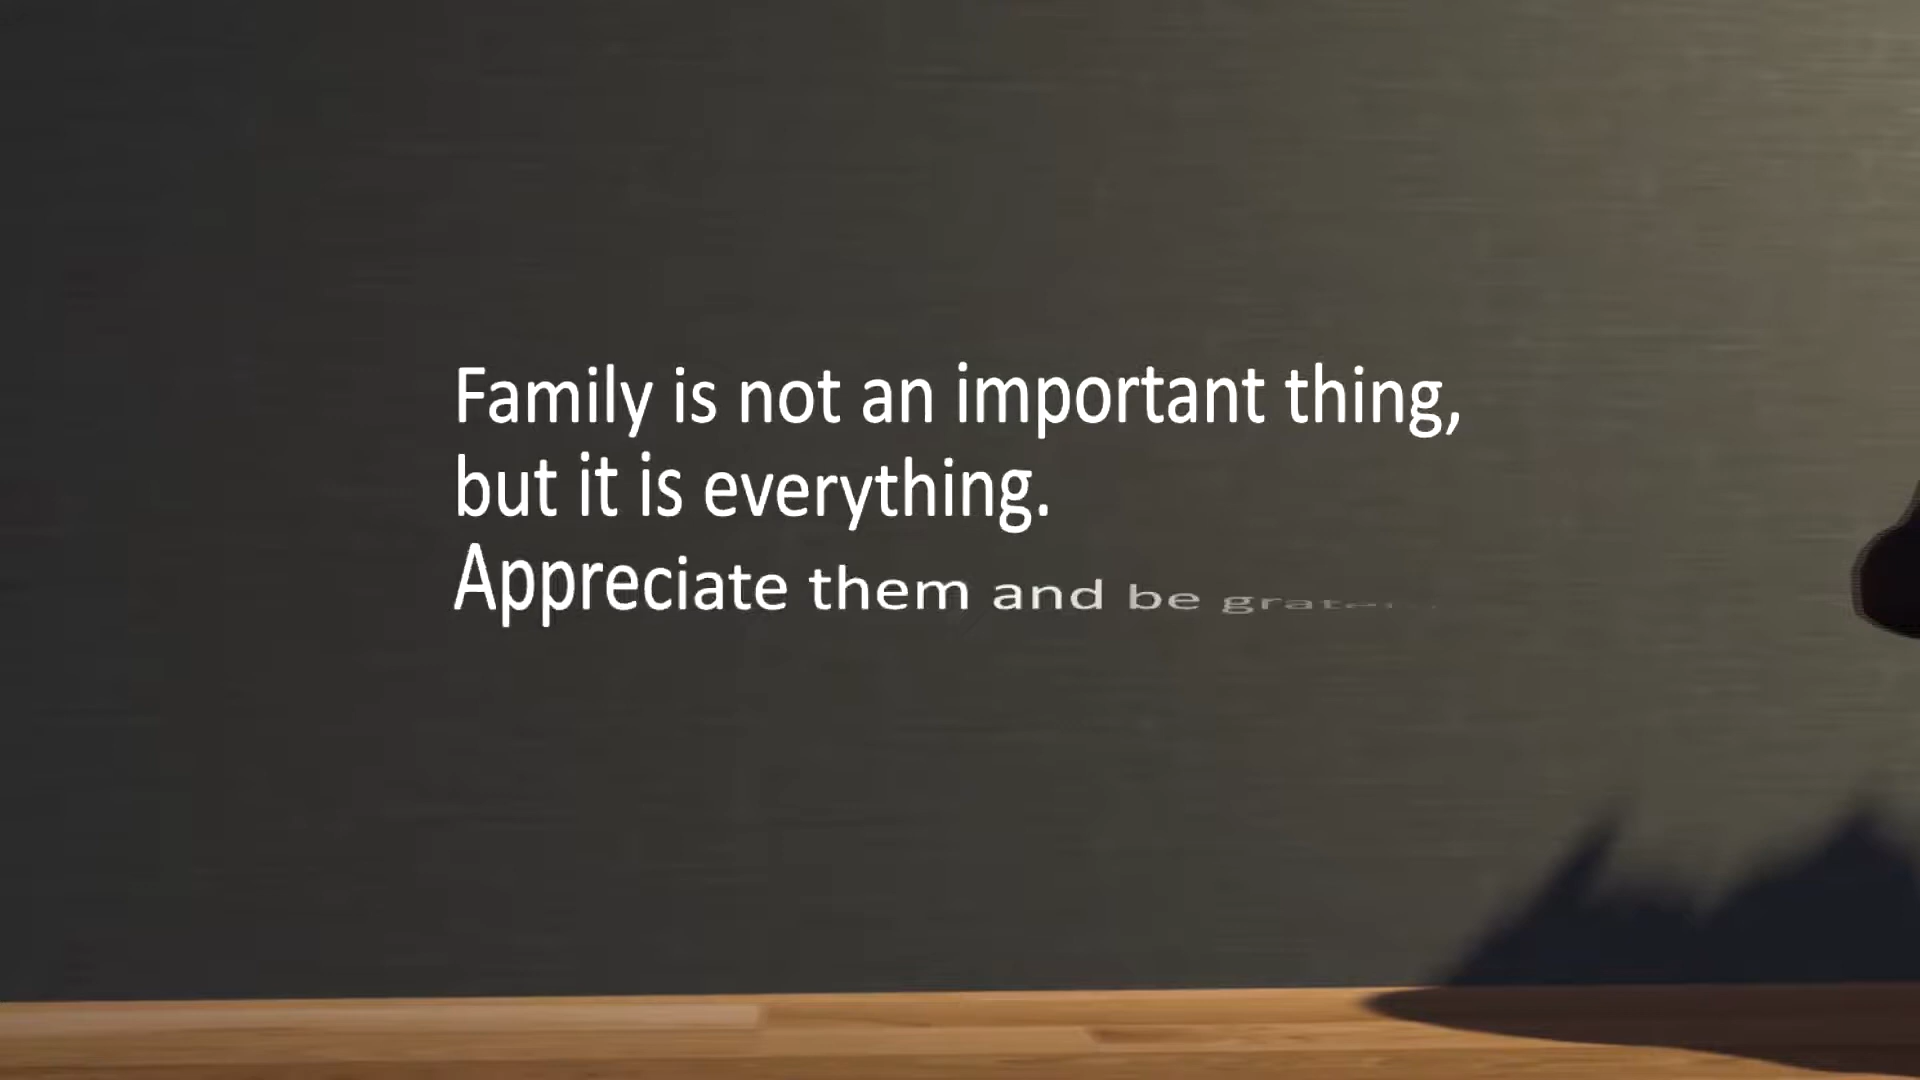 Family is not an important thing,
but it is everything.
Appreciate them and be